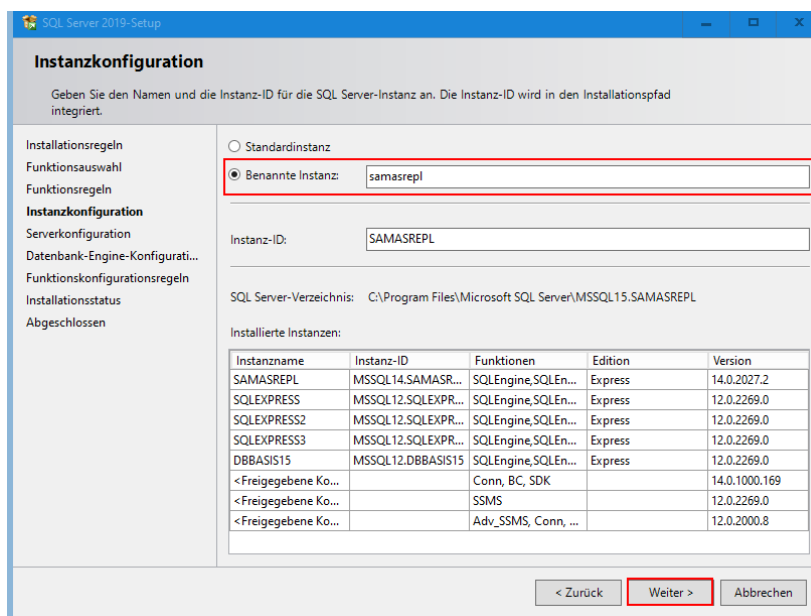 SQL Server 2019-Setup
Instanzkonfiguration
Geben Sie den Namen und die Instanz-ID für die SQL Server-Instanz an. Die Instanz-ID wird in den Installationspfad
integriert.
Installationsregeln
Funktionsauswahl
Funktionsregeln
Instanzkonfiguration
Serverkonfiguration
Datenbank-Engine-Konfigurati...
Funktionskonfigurationsregeln
Installationsstatus
Abgeschlossen
Standardinstanz
Benannte Instanz: samasrepl
Instanz-ID: SAMASREPL
SQL Server-Verzeichnis: C:\Program Files\Microsoft SQL Server\MSSQL15.SAMASREPL
Installierte Instanzen:
Instanzname Instanz-ID Funktionen Edition Version
SAMASREPL MSSQL14.SAMASR... SQLEngine,SQLEn... Express 14.0.2027.2
SQLEXPRESS MSSQL12.SQLEXPR... SQLEngine,SQLEn... Express 12.0.2269.0
SQLEXPRESS2 MSSQL12.SQLEXPR... SQLEngine,SQLEn... Express 12.0.2269.0
SQLEXPRESS3 MSSQL12.SQLEXPR... SQLEngine,SQLEn... Express 12.0.2269.0
DBBASIS15 MSSQL12.DBBASIS15 SQLEngine,SQLEn... Express 12.0.2269.0
<Freigegebene Ko... Conn, BC, SDK 14.0.1000.169
<Freigegebene Ko... SSMS 12.0.2269.0
<Freigegebene Ko... Adv_SSMS, Conn, ... 12.0.2000.8
< Zurück Weiter > Abbrechen